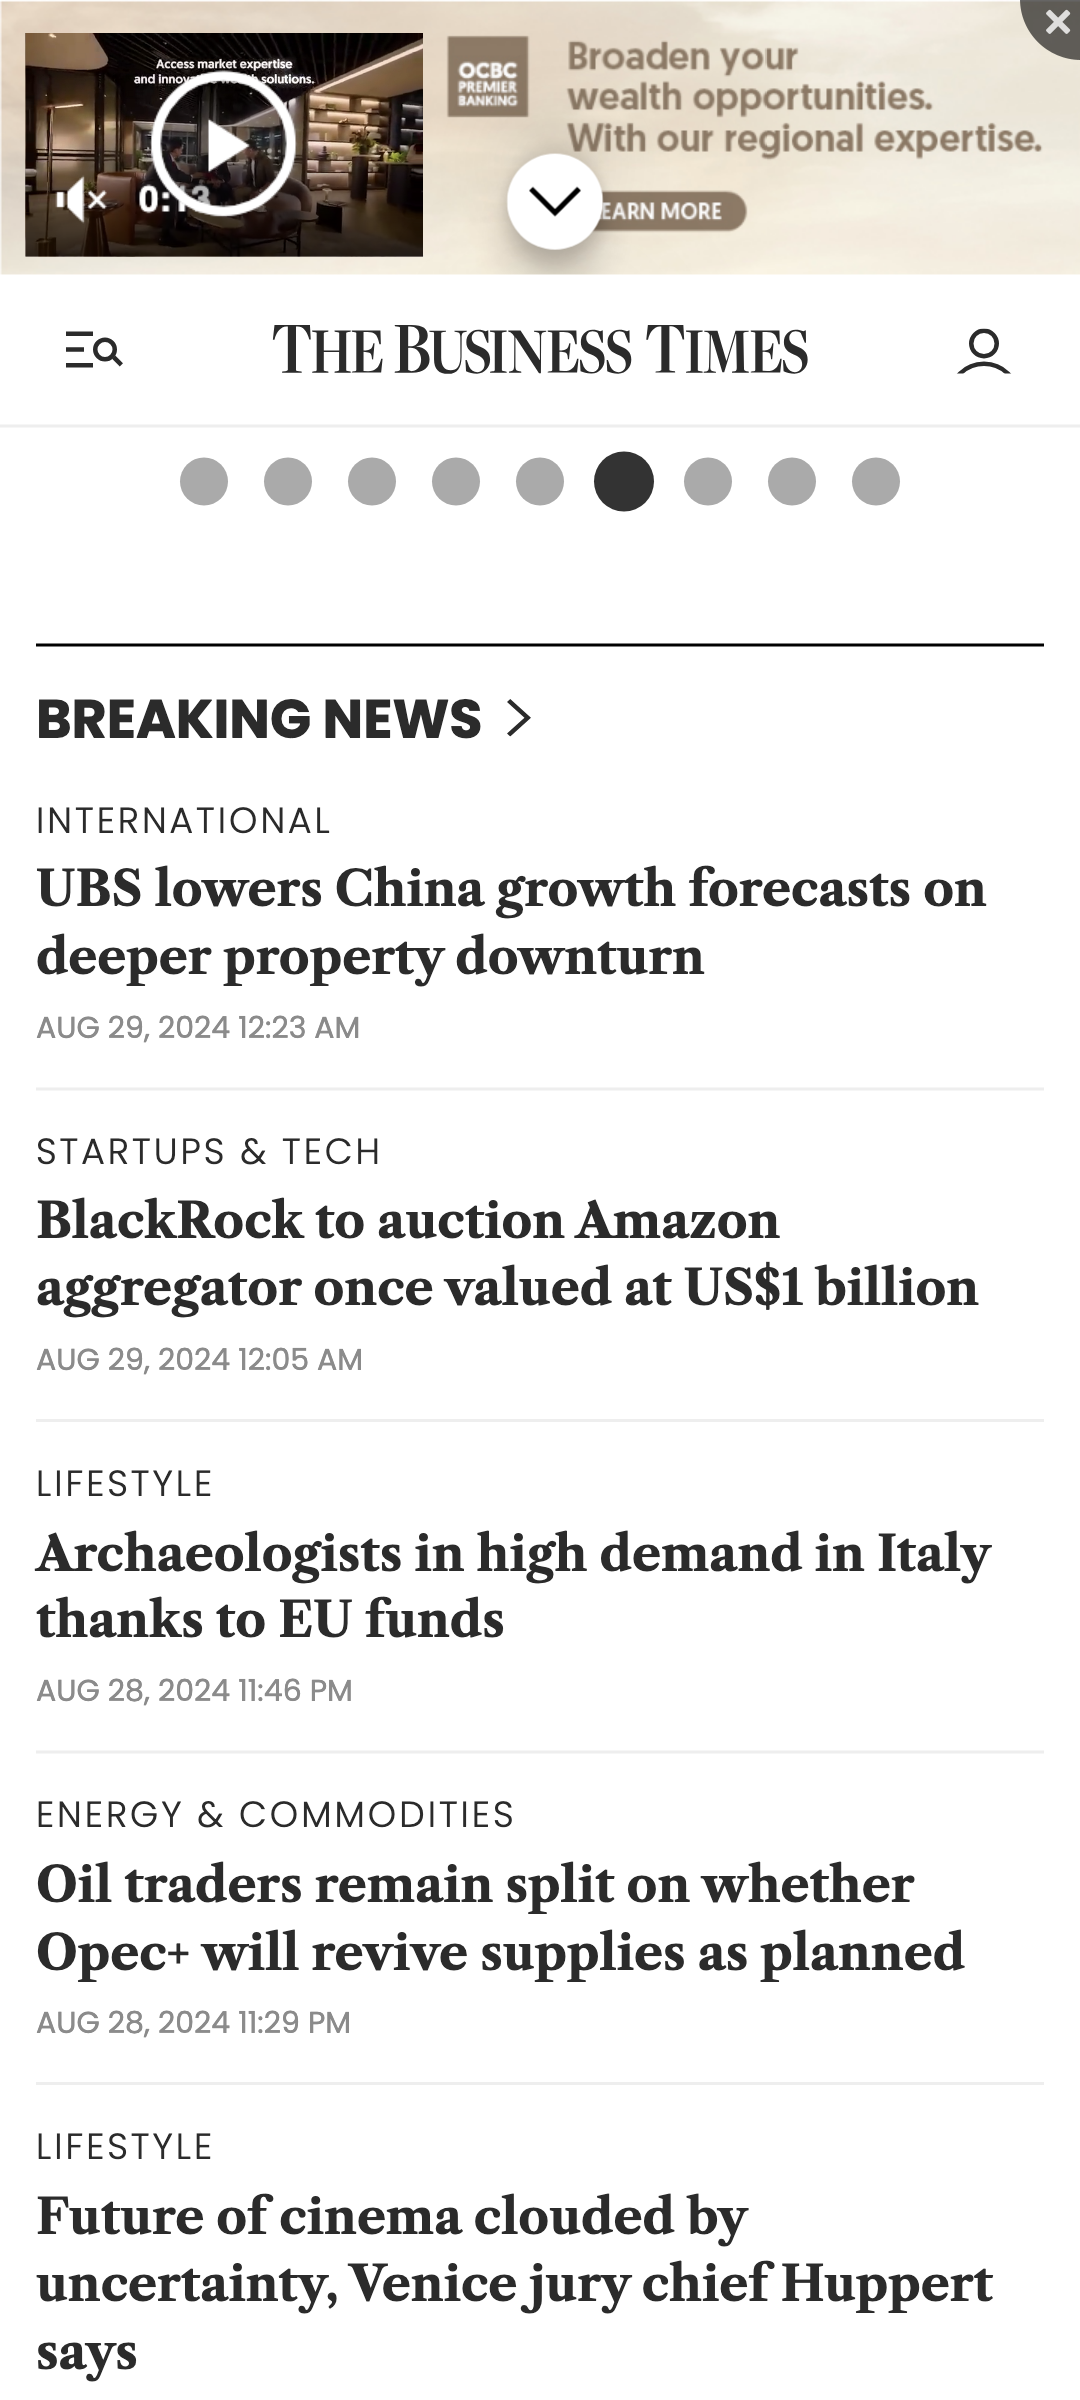 Access market expertise
and innovative wealth solutions.
0:13
OCBC
PREMIER
BANKING
Broaden your
wealth opportunities.
With our regional expertise.
EARN MORE
THE BUSINESS TIMES
BREAKING NEWS
INTERNATIONAL
UBS lowers China growth forecasts on
deeper property downturn
AUG 29, 2024 12:23 AM
STARTUPS & TECH
BlackRock to auction Amazon
aggregator once valued at US$1 billion
AUG 29, 2024 12:05 AM
LIFESTYLE
Archaeologists in high demand in Italy
thanks to EU funds
AUG 28, 2024 11:46 PM
ENERGY & COMMODITIES
Oil traders remain split on whether
Opec+ will revive supplies as planned
AUG 28, 2024 11:29 PM
LIFESTYLE
Future of cinema clouded by
uncertainty, Venice jury chief Huppert
says